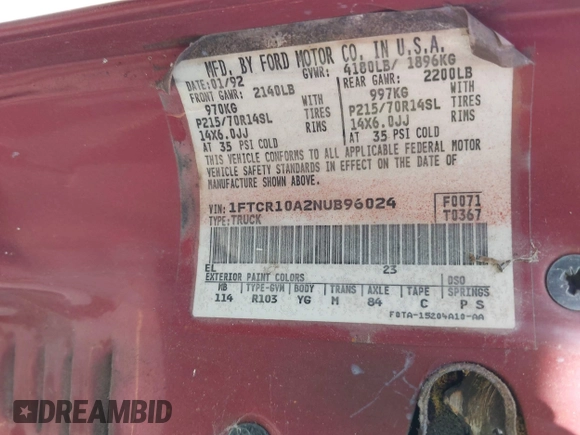 MFD. BY FORD MOTOR CO. IN U.S.A.
DATE: 01/92 GVWR: 4180LB/ 1896KG
FRONT GAWR: 2140LB REAR GAWR: 2200LB
970KG WITH 997KG WITH
P215/70R14SL TIRES P215/70R14SL TIRES
14X6.0JJ RIMS 14X6.0JJ RIMS
AT 35 PSI COLD AT 35 PSI COLD
THIS VEHICLE CONFORMS TO ALL APPLICABLE FEDERAL MOTOR
VEHICLE SAFETY STANDARDS IN EFFECT ON THE DATE OF
MANUFACTURE SHOWN ABOVE.
VIN: 1FTCR10A2NUB96024 F0071
TYPE: TRUCK T0367
EL 23
EXTERIOR PAINT COLORS DSO
WB TYPE-GVM BODY TRANS AXLE TAPE SPRINGS
114 R103 YG M 84 C P S
F0TA-15204A10-AA
DREAMBID